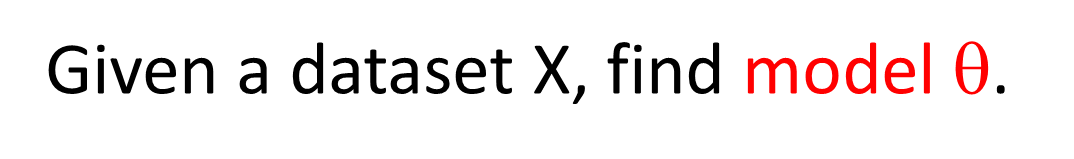 Given a dataset X, find model θ.